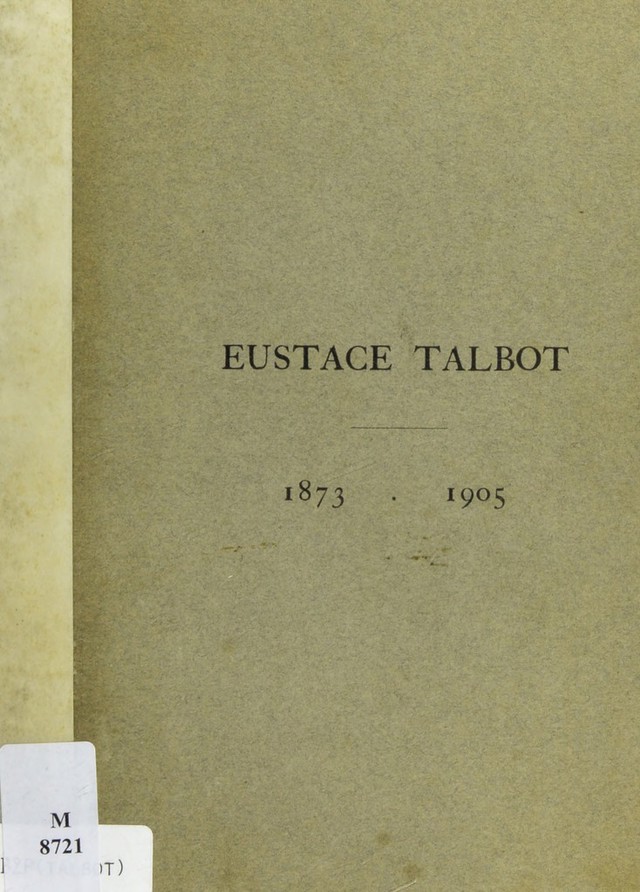 EUSTACE TALBOT
1873 . 1905
M
8721